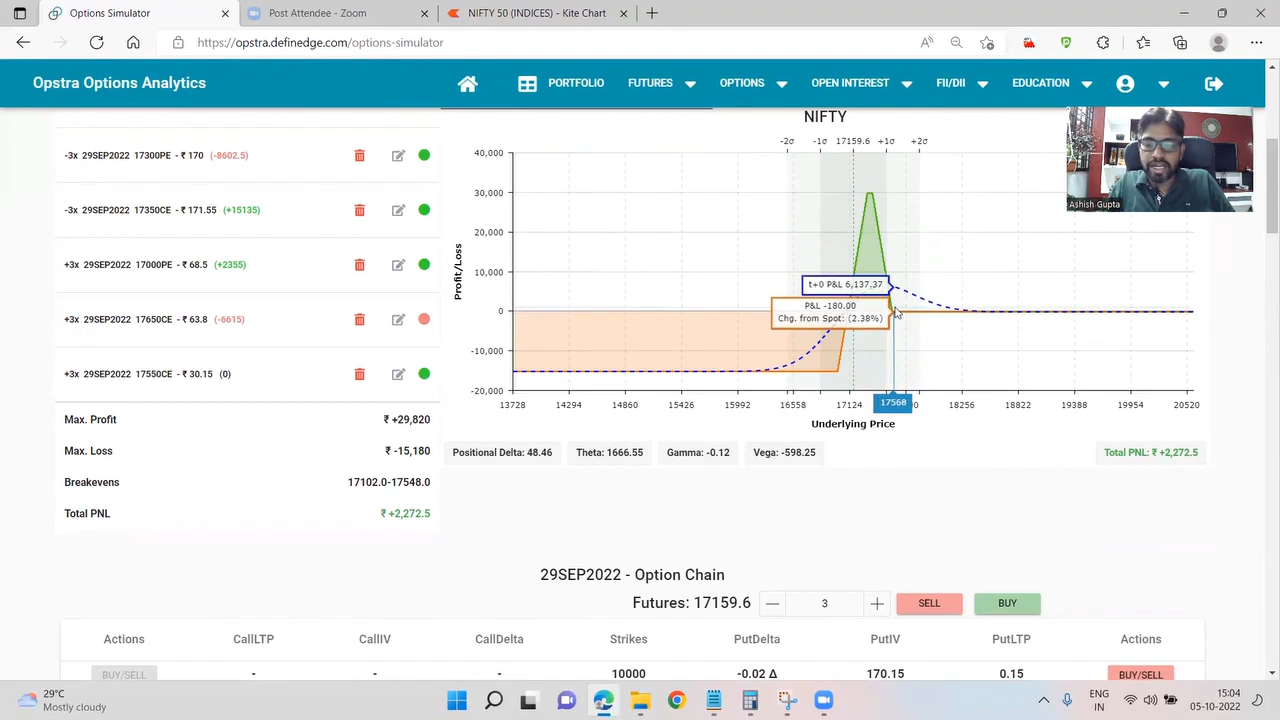 Options Simulator
Post Attendee - Zoom
NIFTY 50 (INDICES) - Kite Chart
https://opstra.definedge.com/options-simulator
Opstra Options Analytics
PORTFOLIO
FUTURES
OPTIONS
OPEN INTEREST
FII/DII
EDUCATION
-3x 29SEP2022 17300PE - ₹ 170 (-8602.5)
-3x 29SEP2022 17350CE - ₹ 171.55 (+15135)
+3x 29SEP2022 17000PE - ₹ 68.5 (+2355)
+3x 29SEP2022 17650CE - ₹ 63.8 (-6615)
+3x 29SEP2022 17550CE - ₹ 30.15 (0)
Max. Profit ₹ +29,820
Max. Loss ₹ -15,180
Breakevens 17102.0-17548.0
Total PNL ₹ +2,272.5
NIFTY
-2σ -1σ 17159.6 +1σ +2σ
40,000
30,000
20,000
10,000
0
-10,000
-20,000
Profit/Loss
t+0 P&L 6,137.37
P&L -180.00
Chg. from Spot: (2.38%)
17568
13728 14294 14860 15426 15992 16558 17124 18256 18822 19388 19954 20520
Underlying Price
Ashish Gupta
Positional Delta: 48.46
Theta: 1666.55
Gamma: -0.12
Vega: -598.25
Total PNL: ₹ +2,272.5
29SEP2022 - Option Chain
Futures: 17159.6
3
SELL
BUY
Actions CallLTP CallIV CallDelta Strikes PutDelta PutIV PutLTP Actions
BUY/SELL - - - 10000 -0.02 Δ 170.15 0.15 BUY/SELL
29°C
Mostly cloudy
ENG
IN
15:04
05-10-2022